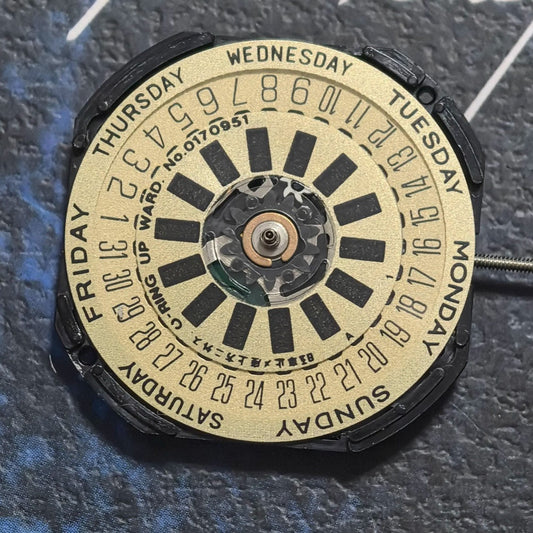 WEDNESDAY
TUESDAY
MONDAY
SUNDAY
SATURDAY
FRIDAY
THURSDAY
1 2 3 4 5 6 7 8 9 10 11 12 13 14 15 16 17 18 19 20 21 22 23 24 25 26 27 28 29 30 31
O-RING UP WARD. No.0170951